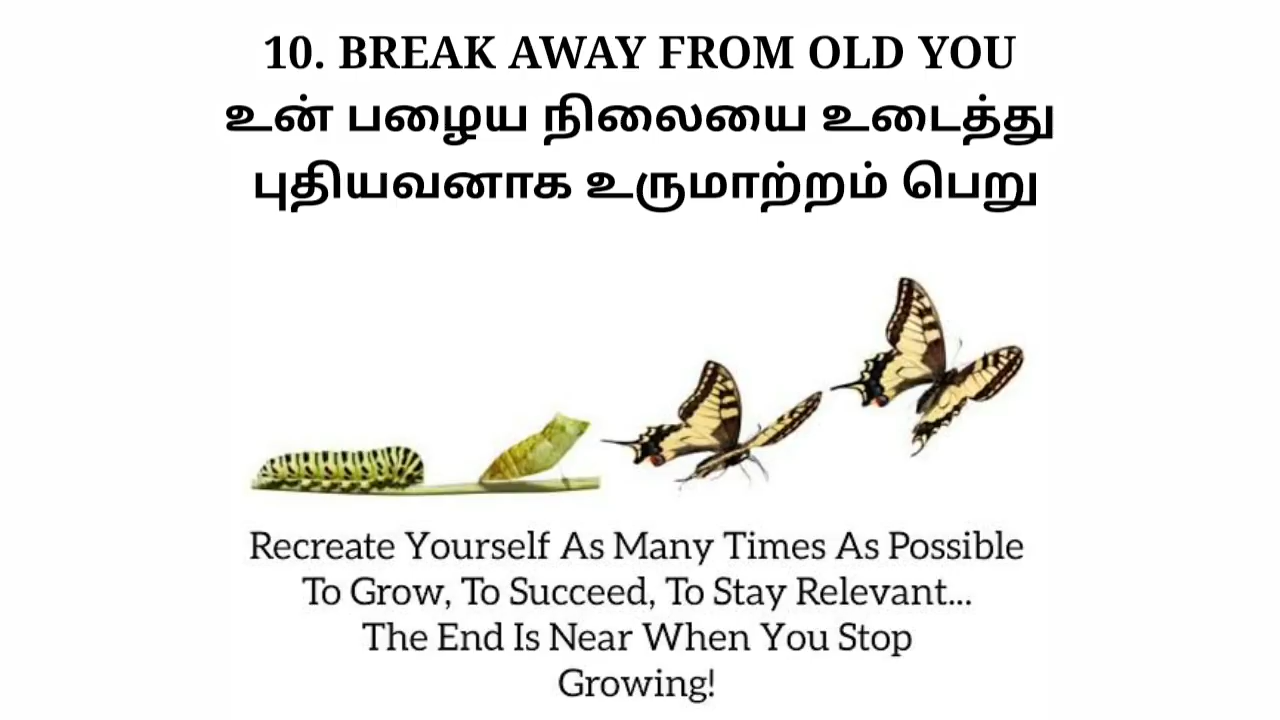 10. BREAK AWAY FROM OLD YOU
உன் பழைய நிலையை உடைத்து
புதியவனாக உருமாற்றம் பெறு
Recreate Yourself As Many Times As Possible
To Grow, To Succeed, To Stay Relevant...
The End Is Near When You Stop
Growing!